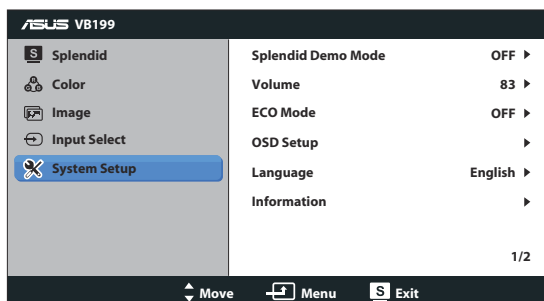 ASUS VB199
S Splendid
Color
Image
Input Select
System Setup
Splendid Demo Mode OFF
Volume 83
ECO Mode OFF
OSD Setup
Language English
Information
1/2
Move Menu S Exit